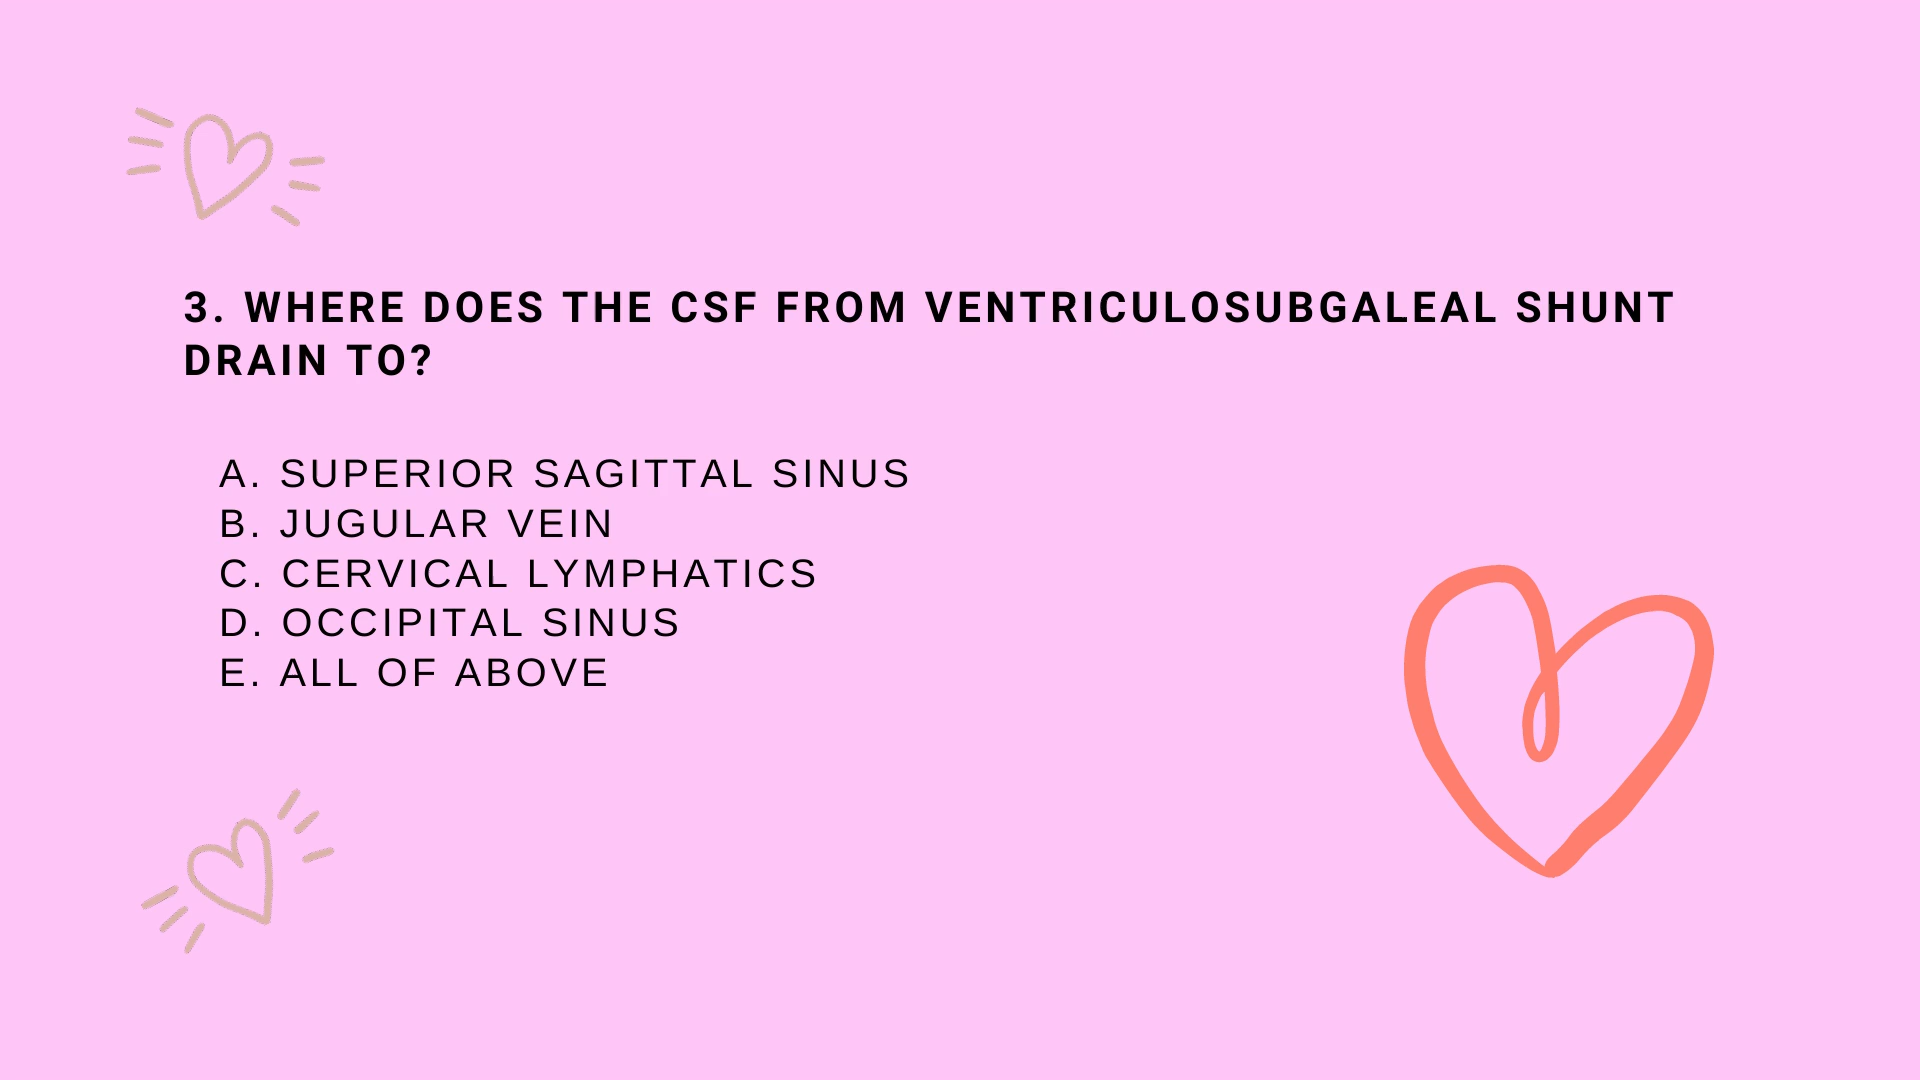 3. WHERE DOES THE CSF FROM VENTRICULOSUBGALEAL SHUNT
DRAIN TO?
A. SUPERIOR SAGITTAL SINUS
B. JUGULAR VEIN
C. CERVICAL LYMPHATICS
D. OCCIPITAL SINUS
E. ALL OF ABOVE